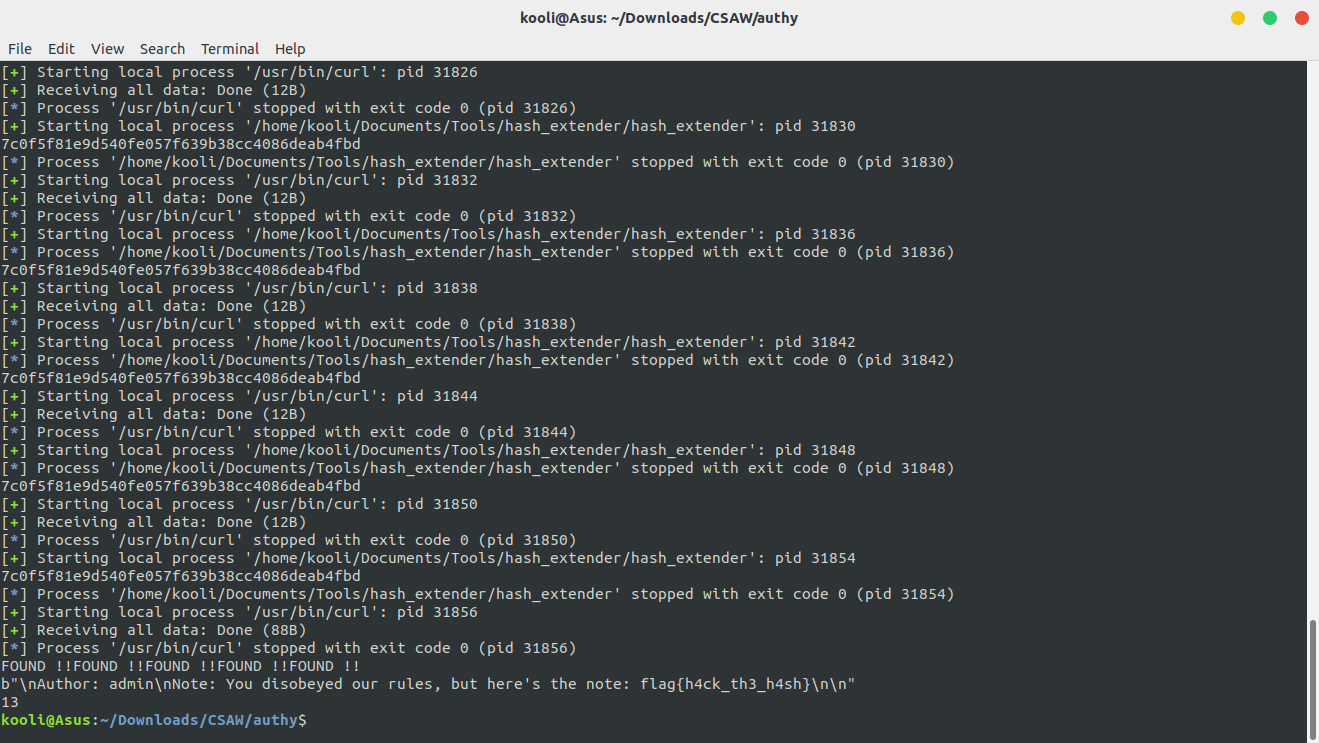 kooli@Asus: ~/Downloads/CSAW/authy
File Edit View Search Terminal Help
[+] Starting local process '/usr/bin/curl': pid 31826
[+] Receiving all data: Done (12B)
[*] Process '/usr/bin/curl' stopped with exit code 0 (pid 31826)
[+] Starting local process '/home/kooli/Documents/Tools/hash_extender/hash_extender': pid 31830
7c0f5f81e9d540fe057f639b38cc4086deab4fbd
[*] Process '/home/kooli/Documents/Tools/hash_extender/hash_extender' stopped with exit code 0 (pid 31830)
[+] Starting local process '/usr/bin/curl': pid 31832
[+] Receiving all data: Done (12B)
[*] Process '/usr/bin/curl' stopped with exit code 0 (pid 31832)
[+] Starting local process '/home/kooli/Documents/Tools/hash_extender/hash_extender': pid 31836
[*] Process '/home/kooli/Documents/Tools/hash_extender/hash_extender' stopped with exit code 0 (pid 31836)
7c0f5f81e9d540fe057f639b38cc4086deab4fbd
[+] Starting local process '/usr/bin/curl': pid 31838
[+] Receiving all data: Done (12B)
[*] Process '/usr/bin/curl' stopped with exit code 0 (pid 31838)
[+] Starting local process '/home/kooli/Documents/Tools/hash_extender/hash_extender': pid 31842
[*] Process '/home/kooli/Documents/Tools/hash_extender/hash_extender' stopped with exit code 0 (pid 31842)
7c0f5f81e9d540fe057f639b38cc4086deab4fbd
[+] Starting local process '/usr/bin/curl': pid 31844
[+] Receiving all data: Done (12B)
[*] Process '/usr/bin/curl' stopped with exit code 0 (pid 31844)
[+] Starting local process '/home/kooli/Documents/Tools/hash_extender/hash_extender': pid 31848
[*] Process '/home/kooli/Documents/Tools/hash_extender/hash_extender' stopped with exit code 0 (pid 31848)
7c0f5f81e9d540fe057f639b38cc4086deab4fbd
[+] Starting local process '/usr/bin/curl': pid 31850
[+] Receiving all data: Done (12B)
[*] Process '/usr/bin/curl' stopped with exit code 0 (pid 31850)
[+] Starting local process '/home/kooli/Documents/Tools/hash_extender/hash_extender': pid 31854
7c0f5f81e9d540fe057f639b38cc4086deab4fbd
[*] Process '/home/kooli/Documents/Tools/hash_extender/hash_extender' stopped with exit code 0 (pid 31854)
[+] Starting local process '/usr/bin/curl': pid 31856
[+] Receiving all data: Done (88B)
[*] Process '/usr/bin/curl' stopped with exit code 0 (pid 31856)
FOUND !!FOUND !!FOUND !!FOUND !!FOUND !!
b"\nAuthor: admin\nNote: You disobeyed our rules, but here's the note: flag{h4ck_th3_h4sh}\n\n"
13
kooli@Asus:~/Downloads/CSAW/authy$